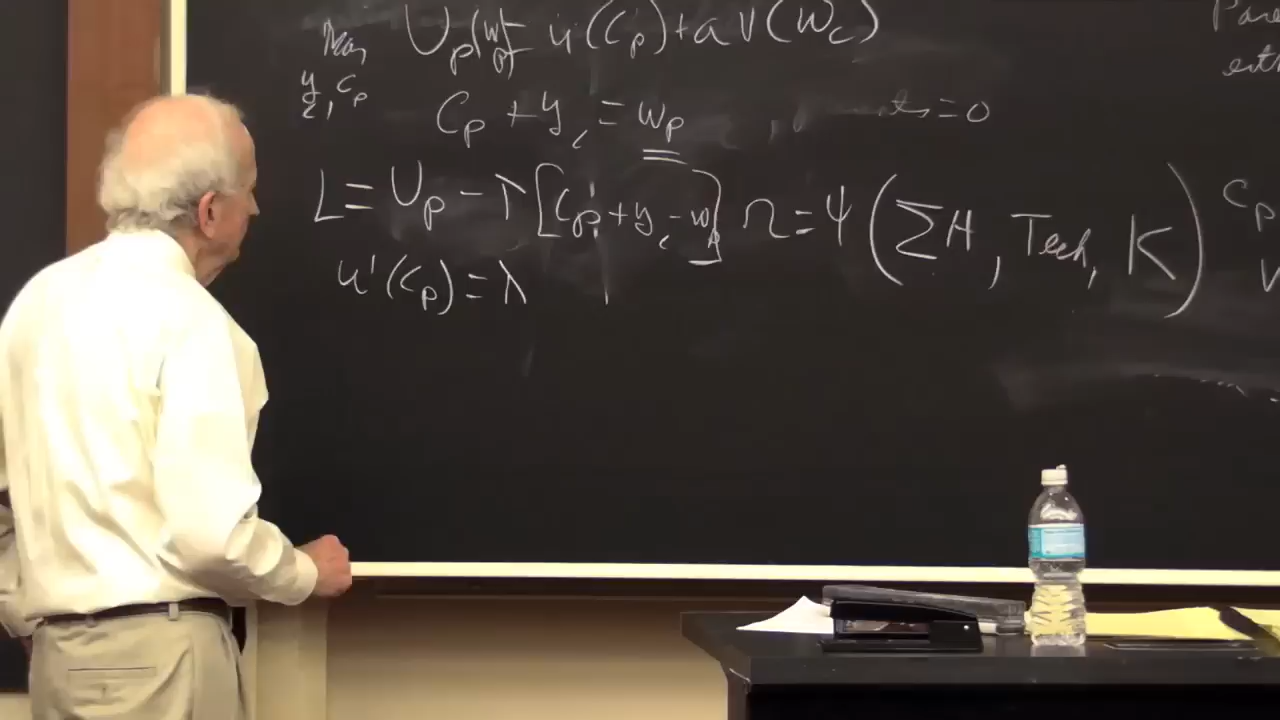 Max U_p(w_p) = u(c_p) + a V(w_c)
y_c, c_p
c_p + y_c = w_p = 0
L = U_p - λ [c_p + y_c - w_p] Ω = Ψ (ΣH, Tech, K) c_p
u'(c_p) = λ